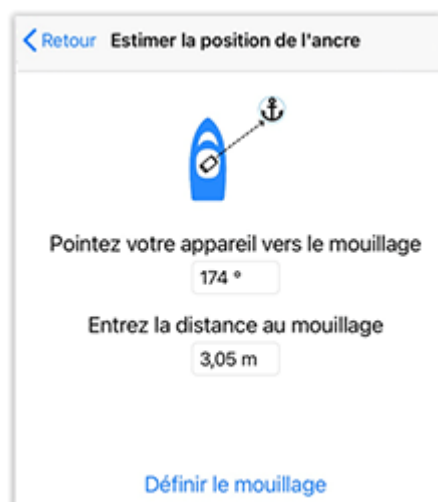 Retour Estimer la position de l'ancre
Pointez votre appareil vers le mouillage
174 °
Entrez la distance au mouillage
3,05 m
Définir le mouillage